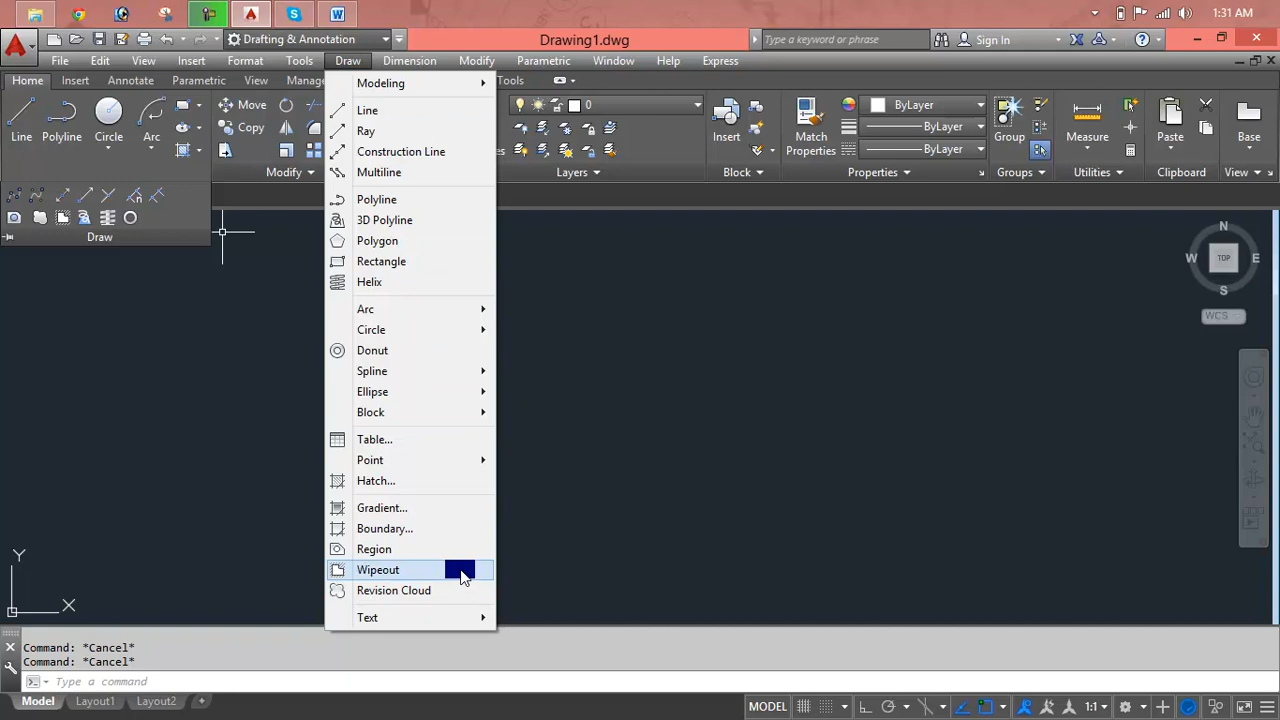 1:31 AM
Drafting & Annotation
Drawing1.dwg
Type a keyword or phrase
Sign In
File Edit View Insert Format Tools Draw Dimension Modify Parametric Window Help Express
Home Insert Annotate Parametric View Manage Tools
Line Polyline Circle Arc
Move
Copy
0
Insert
Match
Properties
ByLayer
ByLayer
ByLayer
Group
Measure
Paste
Base
Modify
Layers
Block
Properties
Groups
Utilities
Clipboard
View
Draw
Modeling
Line
Ray
Construction Line
Multiline
Polyline
3D Polyline
Polygon
Rectangle
Helix
Arc
Circle
Donut
Spline
Ellipse
Block
Table...
Point
Hatch...
Gradient...
Boundary...
Region
Wipeout
Revision Cloud
Text
N
W TOP E
S
WCS
Y
X
Command: *Cancel*
Command: *Cancel*
Type a command
Model Layout1 Layout2 +
MODEL 1:1